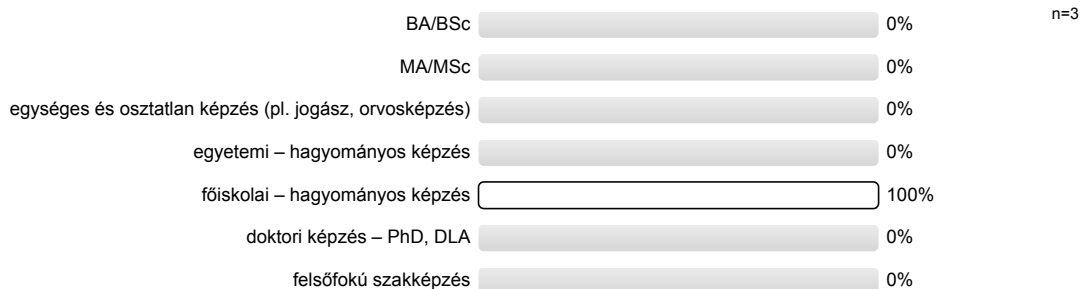 BA/BSc 0% n=3
MA/MSc 0%
egységes és osztatlan képzés (pl. jogász, orvosképzés) 0%
egyetemi – hagyományos képzés 0%
főiskolai – hagyományos képzés 100%
doktori képzés – PhD, DLA 0%
felsőfokú szakképzés 0%